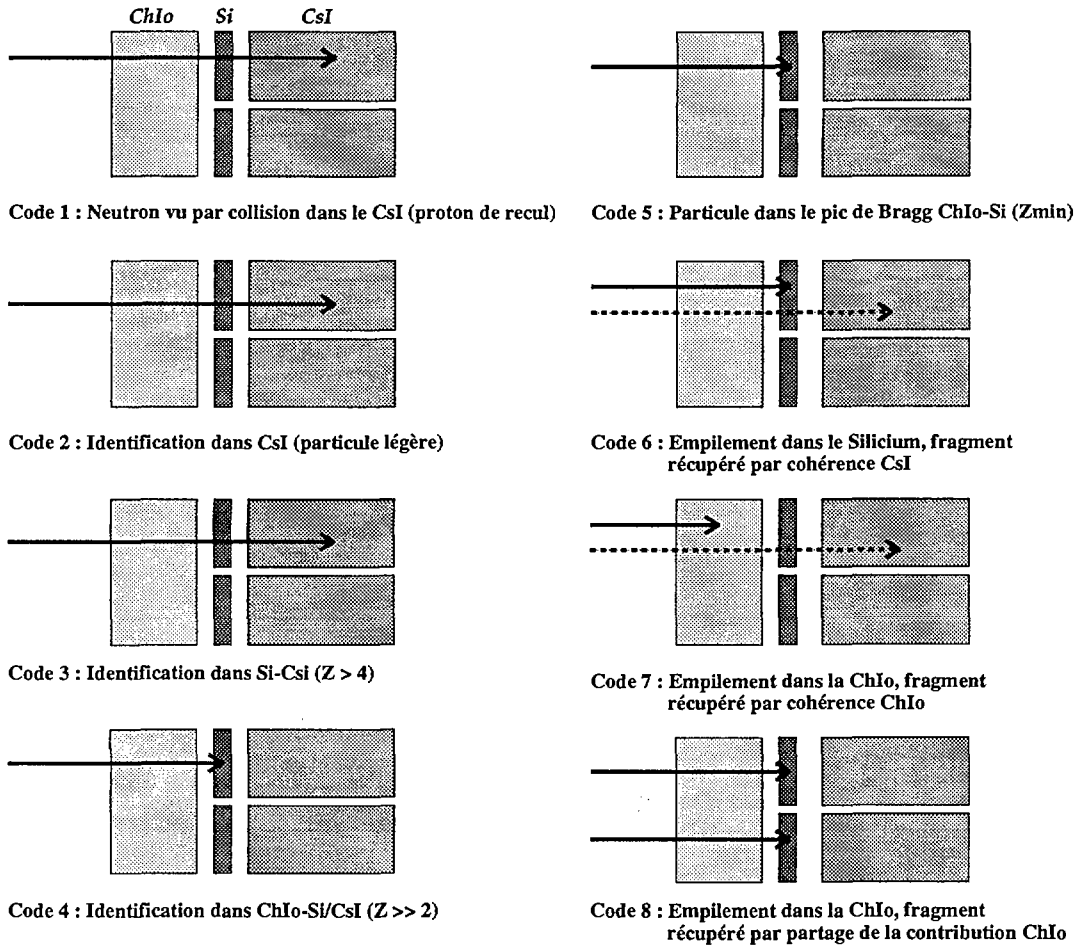 ChIo Si CsI
Code 1 : Neutron vu par collision dans le CsI (proton de recul)
Code 2 : Identification dans CsI (particule légère)
Code 3 : Identification dans Si-Csi (Z > 4)
Code 4 : Identification dans ChIo-Si/CsI (Z >> 2)
Code 5 : Particule dans le pic de Bragg ChIo-Si (Zmin)
Code 6 : Empilement dans le Silicium, fragment
récupéré par cohérence CsI
Code 7 : Empilement dans la ChIo, fragment
récupéré par cohérence ChIo
Code 8 : Empilement dans la ChIo, fragment
récupéré par partage de la contribution ChIo